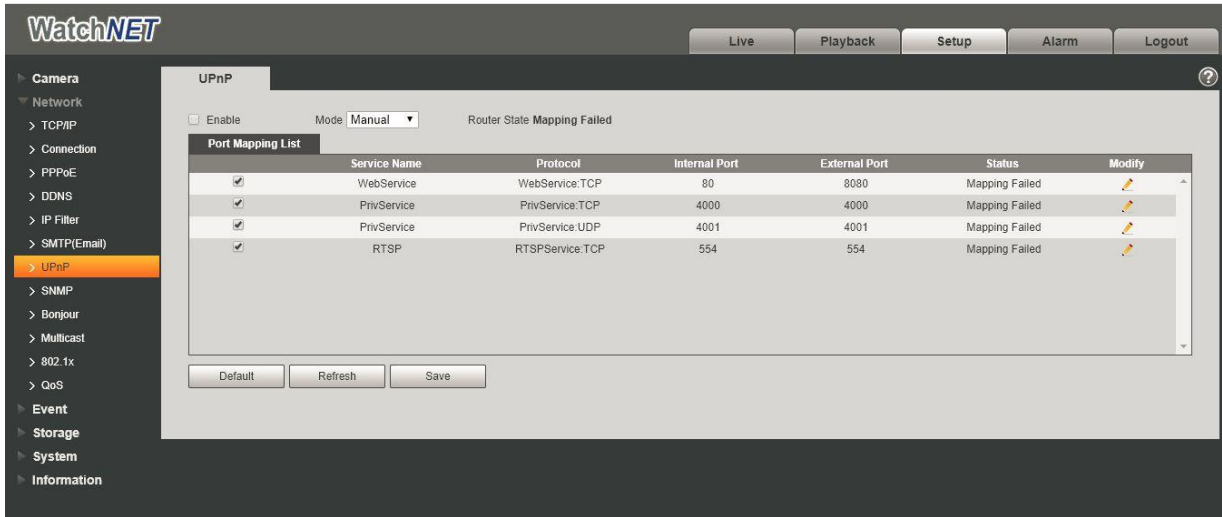 WatchNET
Live Playback Setup Alarm Logout
Camera
Network
TCP/IP
Connection
PPPoE
DDNS
IP Filter
SMTP(Email)
UPnP
SNMP
Bonjour
Multicast
802.1x
QoS
Event
Storage
System
Information
UPnP ?
Enable Mode Manual Router State Mapping Failed
Port Mapping List
Service Name Protocol Internal Port External Port Status Modify
WebService WebService:TCP 80 8080 Mapping Failed
PrivService PrivService:TCP 4000 4000 Mapping Failed
PrivService PrivService:UDP 4001 4001 Mapping Failed
RTSP RTSPService:TCP 554 554 Mapping Failed
Default Refresh Save